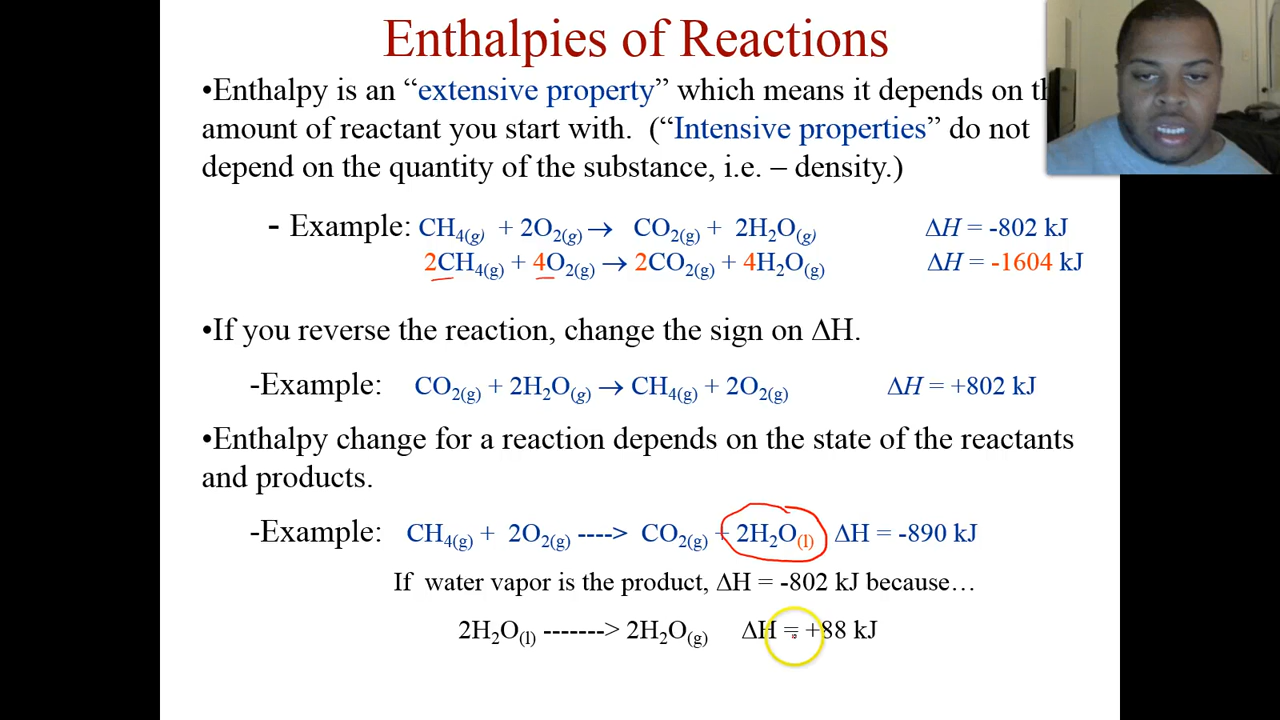 Enthalpies of Reactions
•Enthalpy is an “extensive property” which means it depends on
amount of reactant you start with. (“Intensive properties” do not
depend on the quantity of the substance, i.e. – density.)
- Example: CH₄(g) + 2O₂(g) → CO₂(g) + 2H₂O(g) ΔH = -802 kJ
2CH₄(g) + 4O₂(g) → 2CO₂(g) + 4H₂O(g) ΔH = -1604 kJ
•If you reverse the reaction, change the sign on ΔH.
-Example: CO₂(g) + 2H₂O(g) → CH₄(g) + 2O₂(g) ΔH = +802 kJ
•Enthalpy change for a reaction depends on the state of the reactants
and products.
-Example: CH₄(g) + 2O₂(g) ----> CO₂(g) + 2H₂O(l) ΔH = -890 kJ
If water vapor is the product, ΔH = -802 kJ because…
2H₂O(l) -------> 2H₂O(g) ΔH = +88 kJ